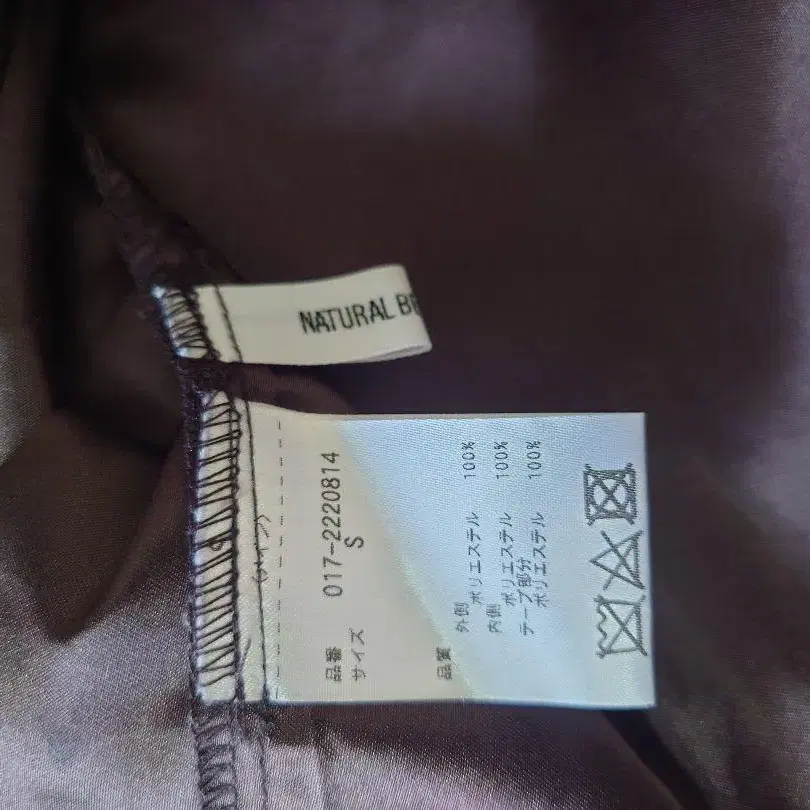 NATURAL BE
品番 017-2220814
サイズ S
品質
外側
ポリエステル 100%
内側
ポリエステル 100%
テープ部分
ポリエステル 100%